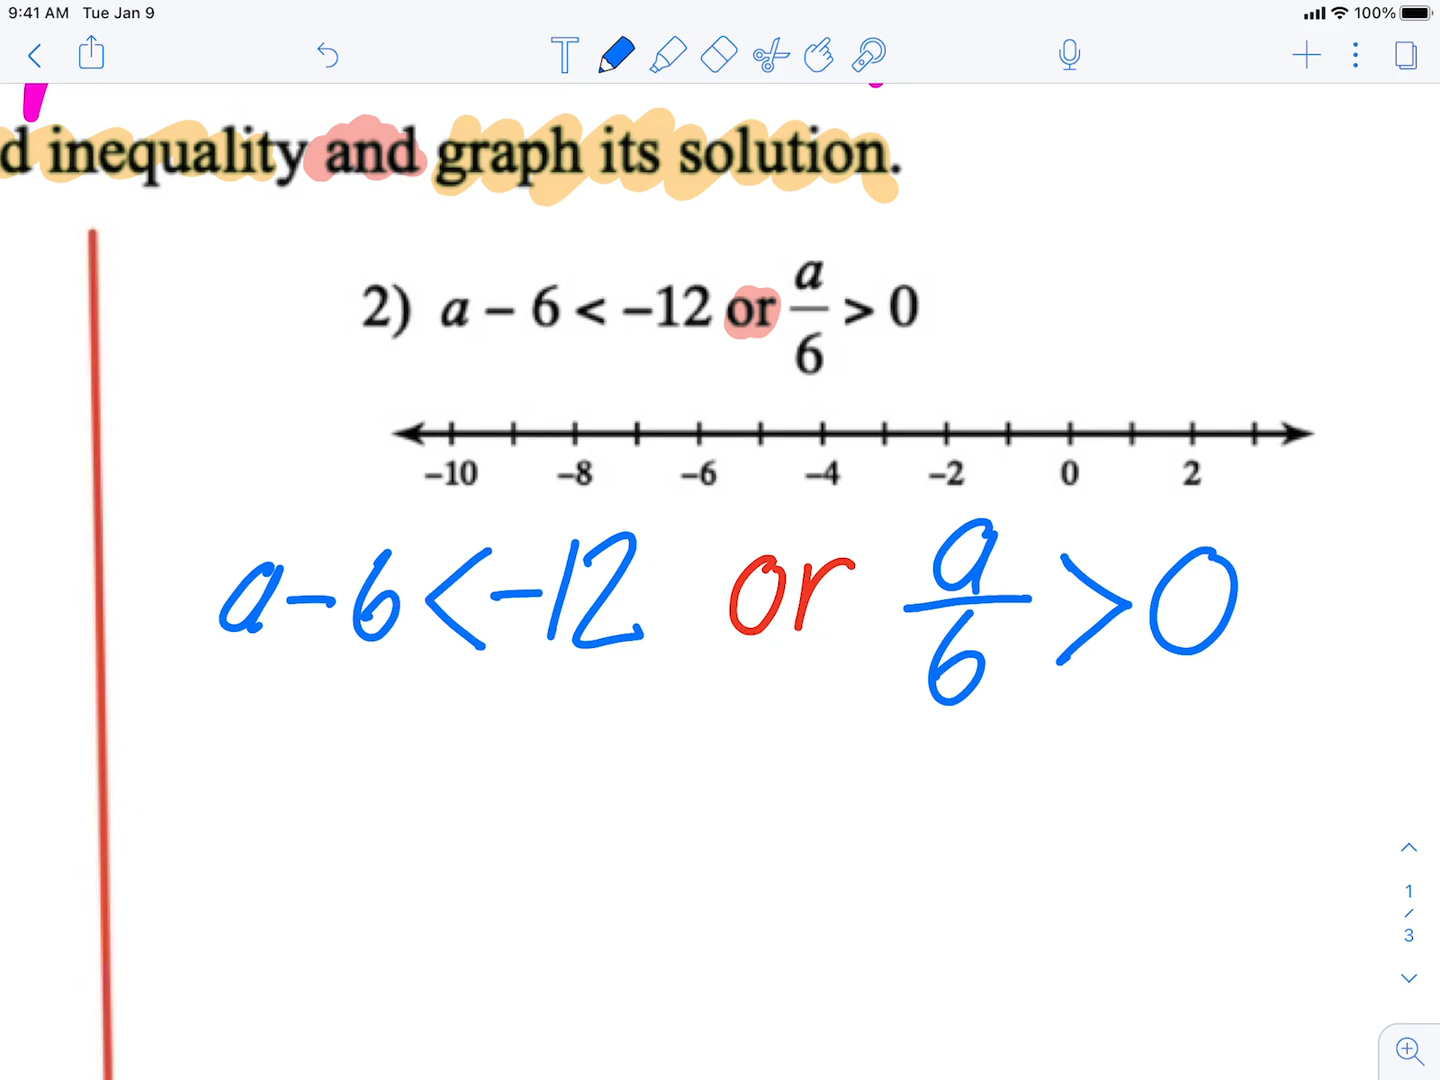 9:41 AM Tue Jan 9
100%
T
d inequality and graph its solution.
2) a – 6 < –12 or a/6 > 0
–10 –8 –6 –4 –2 0 2
a – 6 < –12 or a/6 > 0
1
/
3